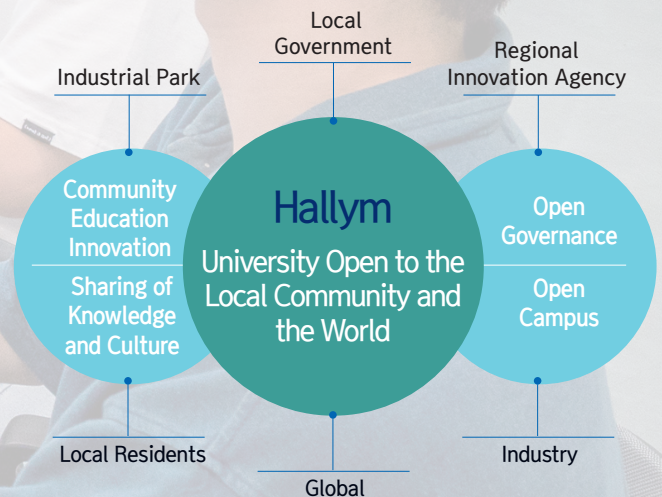 Local
Government
Industrial Park
Regional
Innovation Agency
Community
Education
Innovation
Sharing of
Knowledge
and Culture
Hallym
University Open to the
Local Community and
the World
Open
Governance
Open
Campus
Local Residents
Global
Industry